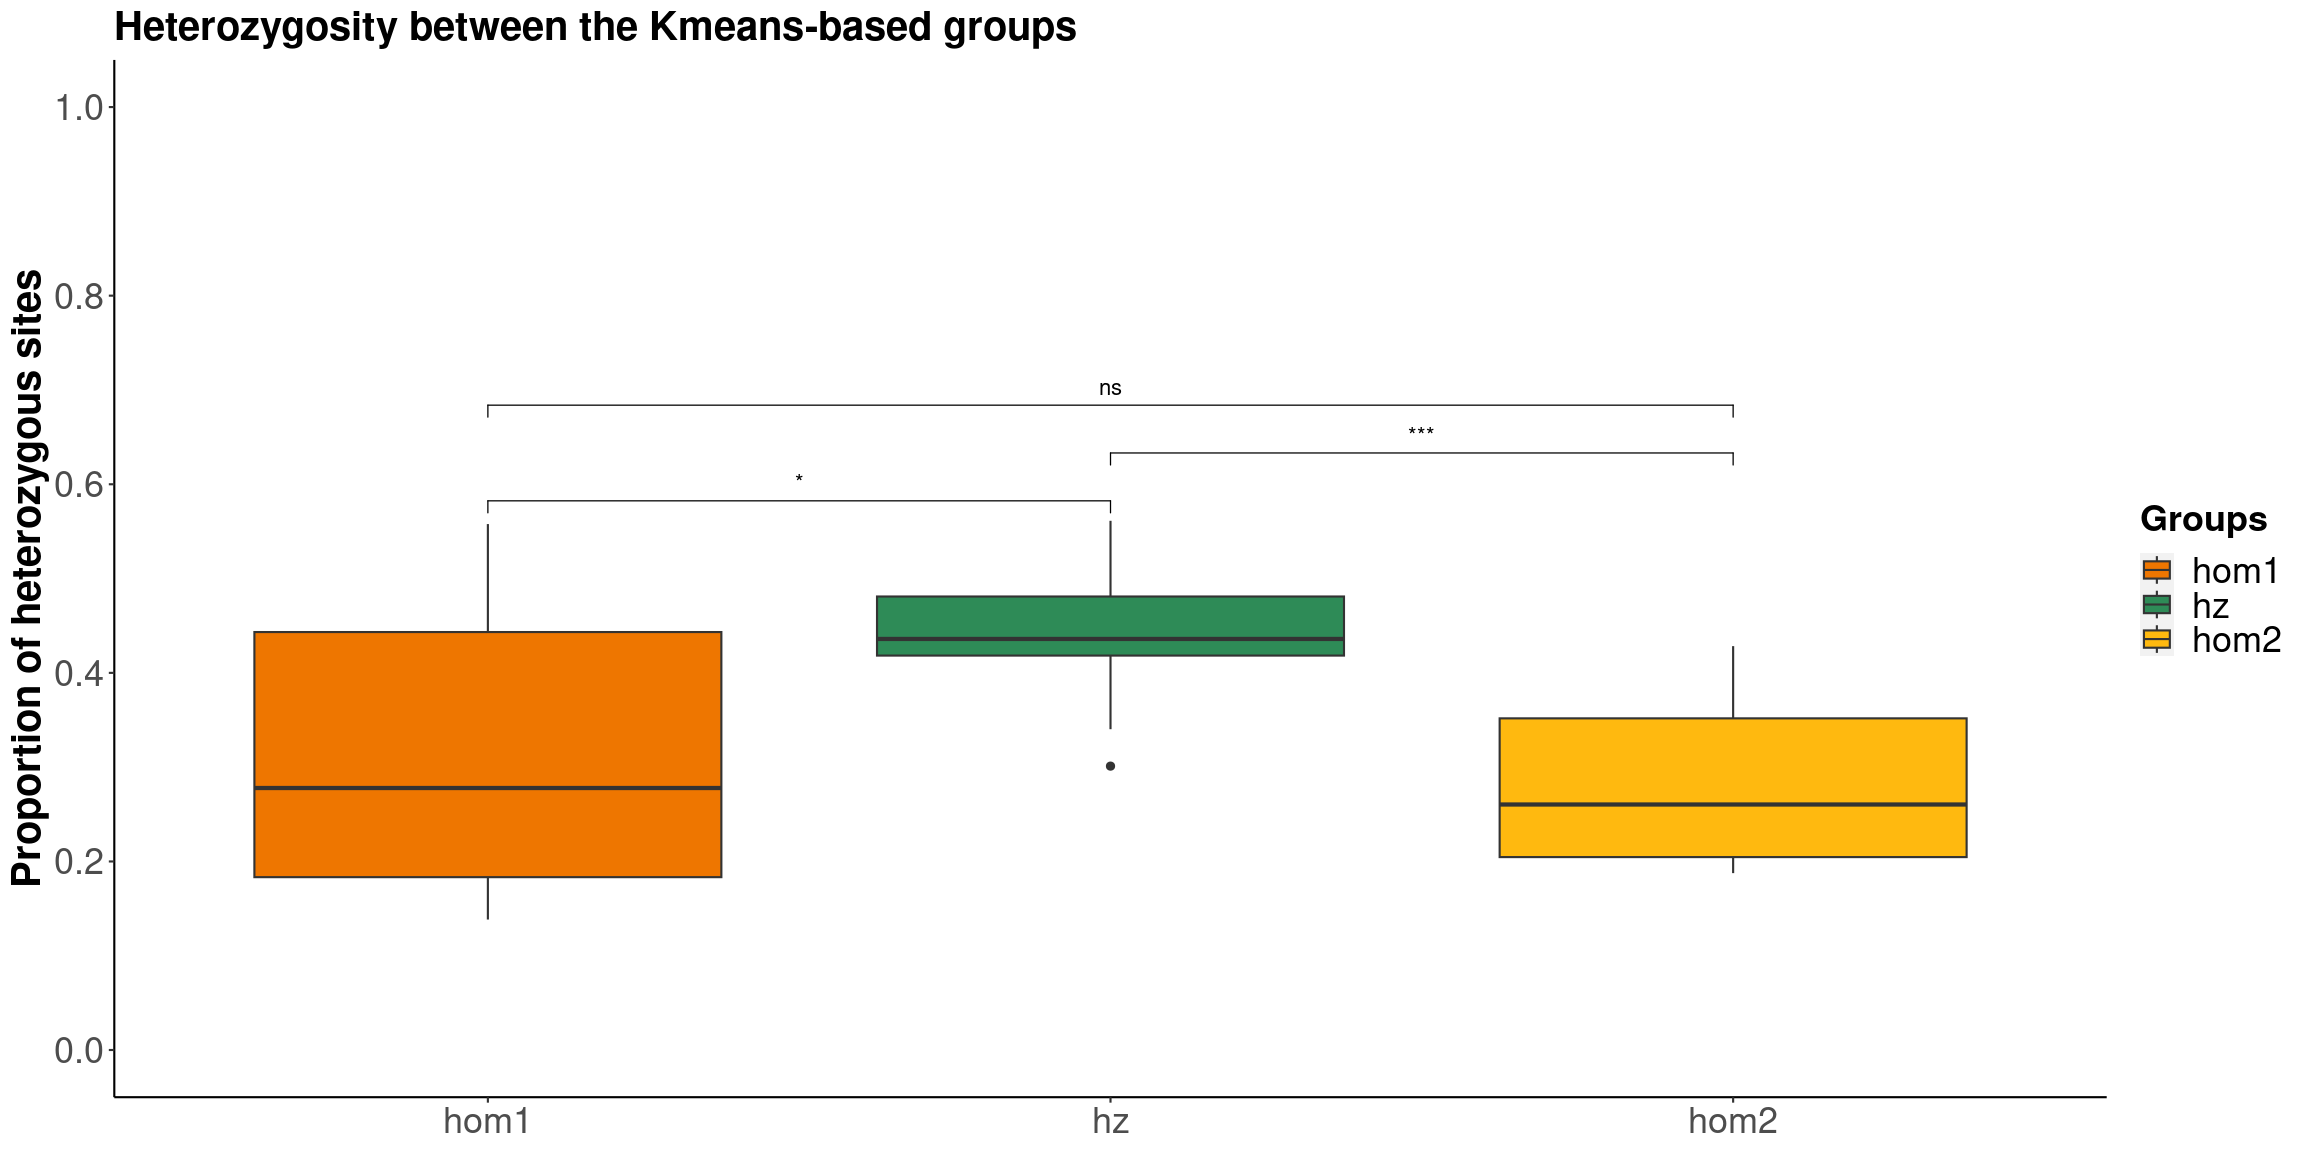 Heterozygosity between the Kmeans-based groups
Proportion of heterozygous sites
1.0
0.8
0.6
0.4
0.2
0.0
ns
***
*
hom1
hz
hom2
Groups
hom1
hz
hom2